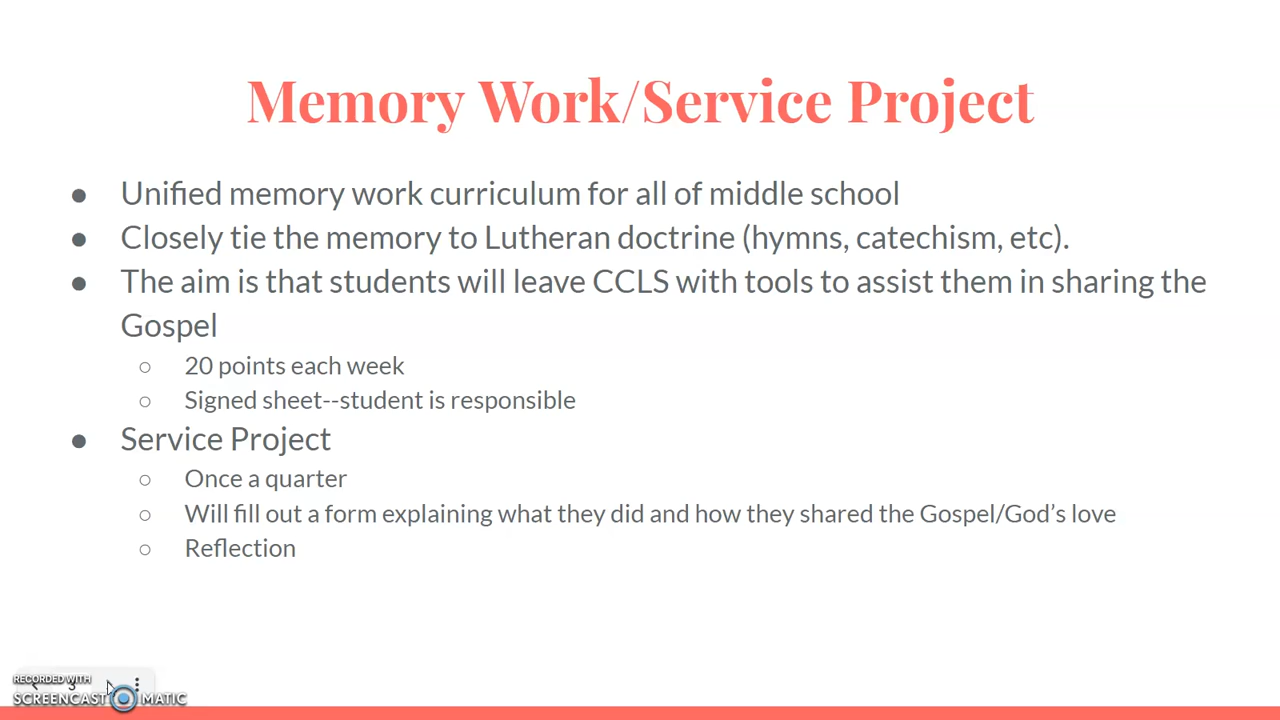 Memory Work/Service Project
● Unified memory work curriculum for all of middle school
● Closely tie the memory to Lutheran doctrine (hymns, catechism, etc).
● The aim is that students will leave CCLS with tools to assist them in sharing the
Gospel
○ 20 points each week
○ Signed sheet--student is responsible
● Service Project
○ Once a quarter
○ Will fill out a form explaining what they did and how they shared the Gospel/God's love
○ Reflection
RECORDED WITH
SCREENCAST MATIC